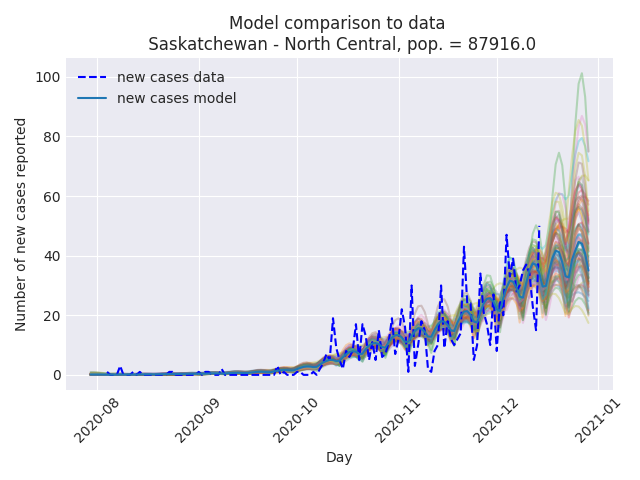 Model comparison to data
Saskatchewan - North Central, pop. = 87916.0
new cases data
new cases model
Number of new cases reported
100
80
60
40
20
0
2020-08
2020-09
2020-10
2020-11
2020-12
2021-01
Day